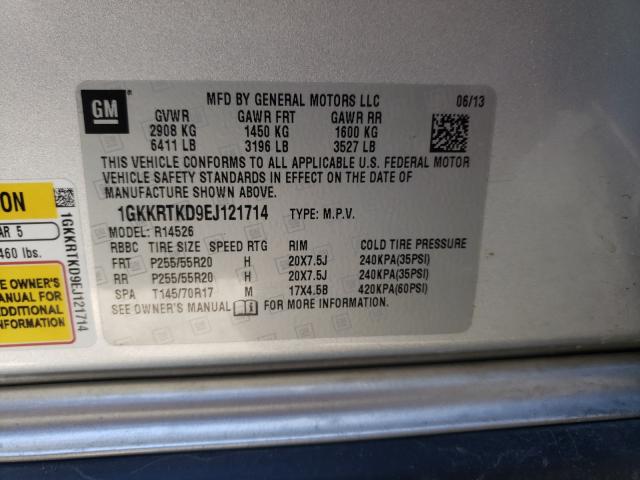 GM
MFD BY GENERAL MOTORS LLC 06/13
GVWR GAWR FRT GAWR RR
2908 KG 1450 KG 1600 KG
6411 LB 3196 LB 3527 LB
THIS VEHICLE CONFORMS TO ALL APPLICABLE U.S. FEDERAL MOTOR
VEHICLE SAFETY STANDARDS IN EFFECT ON THE DATE OF
MANUFACTURE SHOWN ABOVE.
1GKKRTKD9EJ121714 TYPE: M.P.V.
MODEL: R14526
RBBC TIRE SIZE SPEED RTG RIM COLD TIRE PRESSURE
FRT P255/55R20 H 20X7.5J 240KPA(35PSI)
RR P255/55R20 H 20X7.5J 240KPA(35PSI)
SPA T145/70R17 M 17X4.5B 420KPA(60PSI)
SEE OWNER'S MANUAL FOR MORE INFORMATION.
ON
AR 5
460 lbs.
EE OWNER'S
MANUAL FOR
ADDITIONAL
INFORMATION
1GKKRTKD9EJ121714